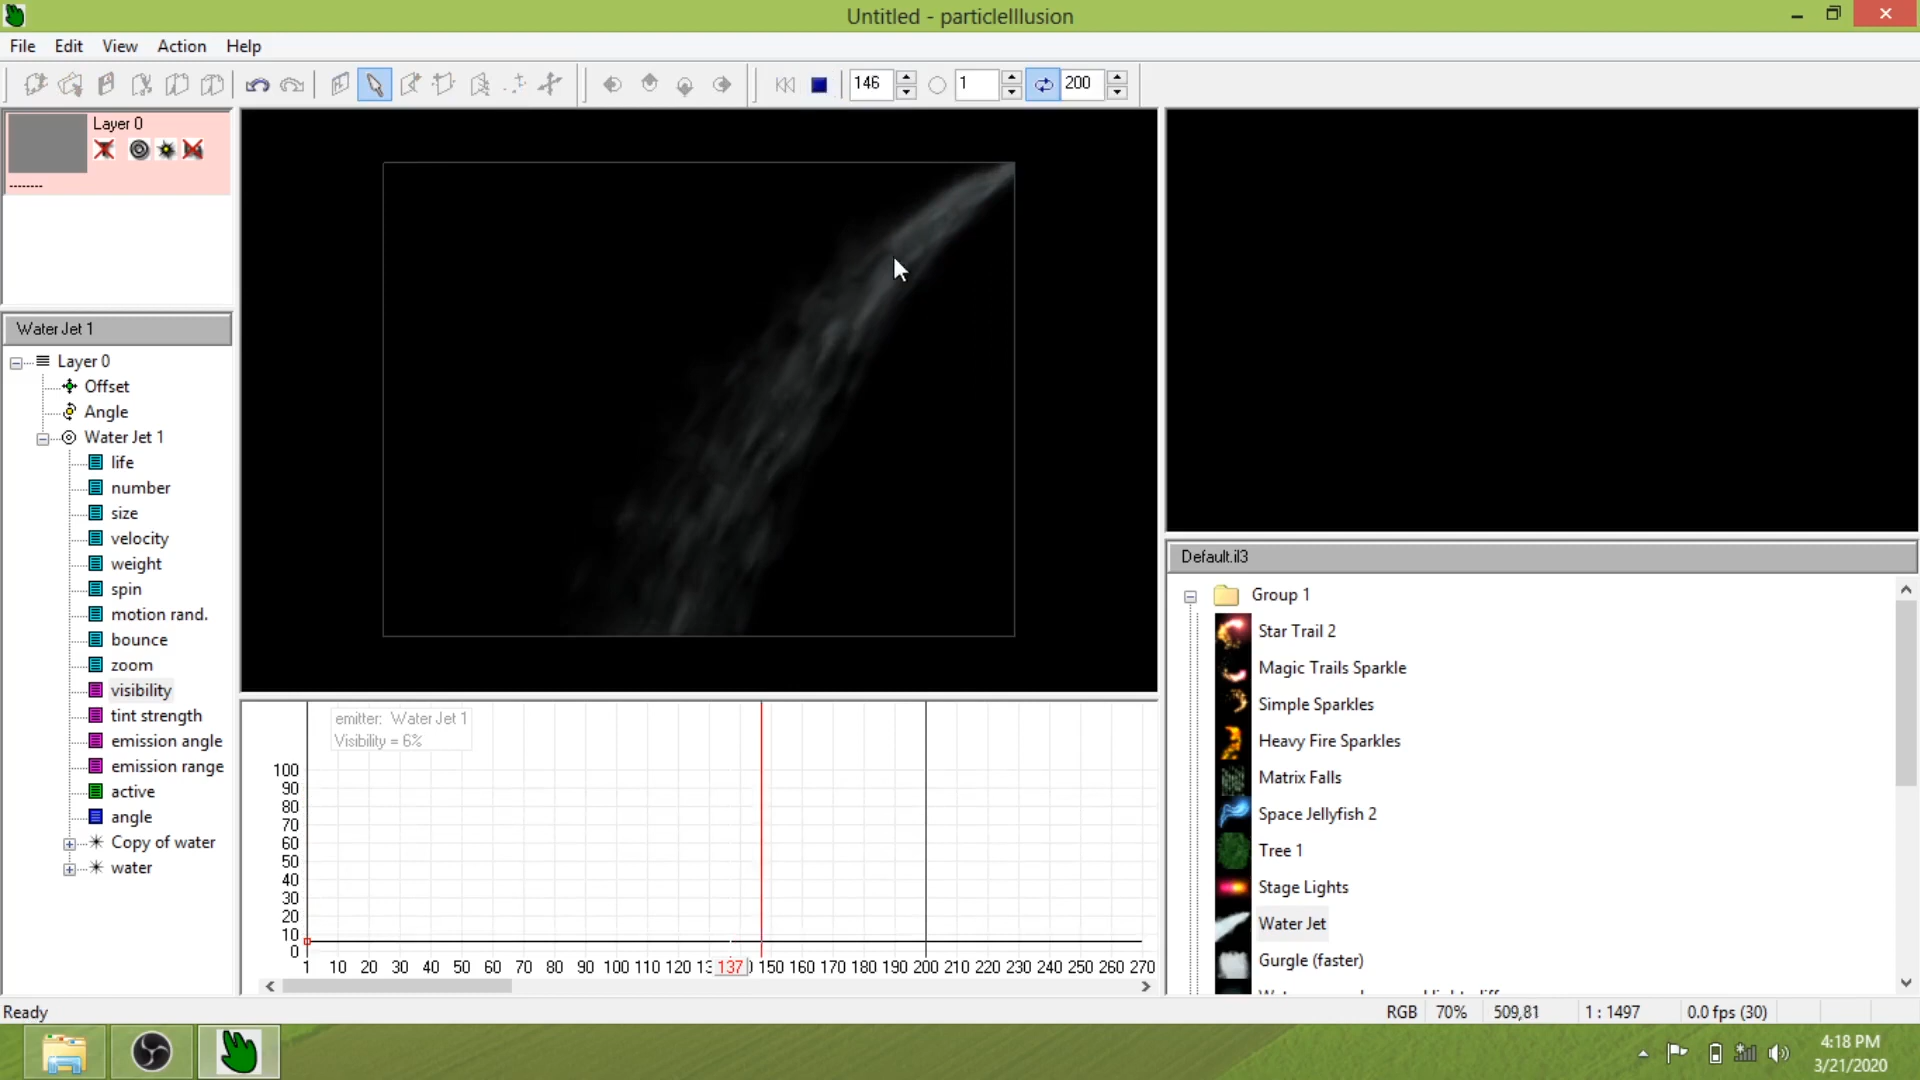 Untitled - particleIllusion
File Edit View Action Help
146 1 200
Layer 0
--------
Water Jet 1
Layer 0
Offset
Angle
Water Jet 1
life
number
size
velocity
weight
spin
motion rand.
bounce
zoom
visibility
tint strength
emission angle
emission range
active
angle
Copy of water
water
emitter: Water Jet 1
Visibility = 6%
100
90
80
70
60
50
40
30
20
10
0
1 10 20 30 40 50 60 70 80 90 100 110 120 137 150 160 170 180 190 200 210 220 230 240 250 260 270
Default.il3
Group 1
Star Trail 2
Magic Trails Sparkle
Simple Sparkles
Heavy Fire Sparkles
Matrix Falls
Space Jellyfish 2
Tree 1
Stage Lights
Water Jet
Gurgle (faster)
Ready RGB 70% 509,81 1 : 1497 0.0 fps (30)
4:18 PM
3/21/2020